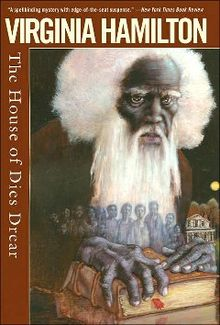 "A spellbinding mystery with edge-of-the-seat suspense." — New York Times Book Review
VIRGINIA HAMILTON
The House of Dies Drear